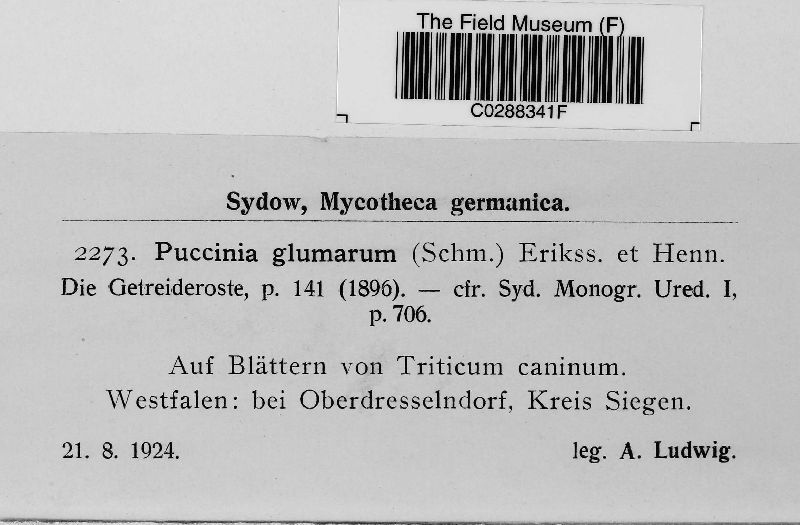 The Field Museum (F)
C0288341F
Sydow, Mycotheca germanica.
2273. Puccinia glumarum (Schm.) Erikss. et Henn.
Die Getreideroste, p. 141 (1896). — cfr. Syd. Monogr. Ured. I,
p. 706.
Auf Blättern von Triticum caninum.
Westfalen: bei Oberdresselndorf, Kreis Siegen.
21. 8. 1924. leg. A. Ludwig.